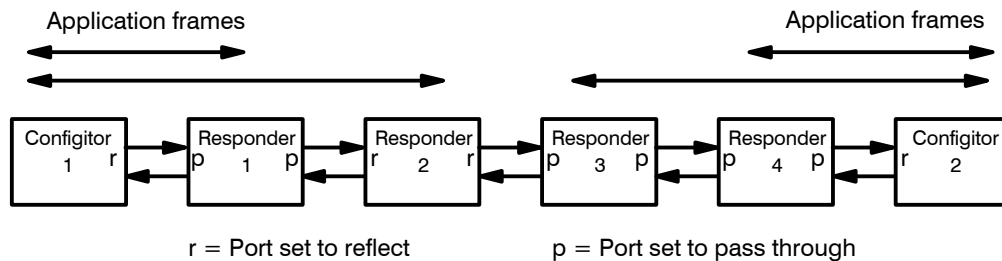 Application frames
Application frames
Configitor
1
r
p
Responder
1
p
r
Responder
2
r
p
Responder
3
p
p
Responder
4
p
r
Configitor
2
r = Port set to reflect
p = Port set to pass through